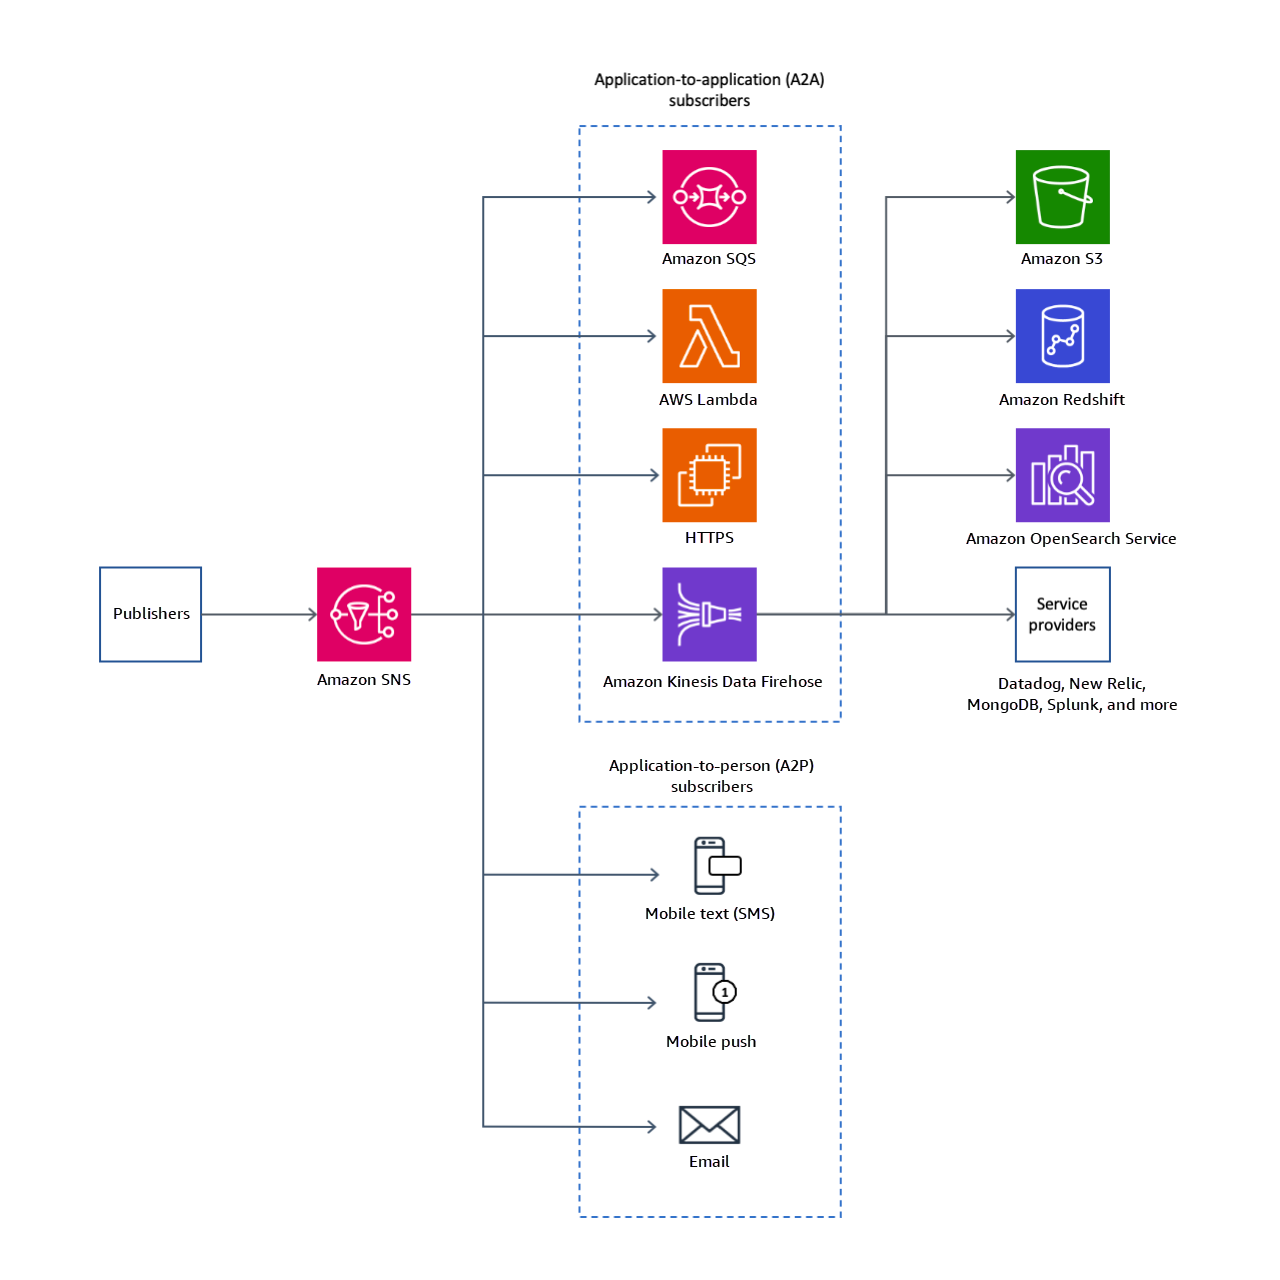 Application-to-application (A2A)
subscribers
Amazon SQS
Amazon S3
AWS Lambda
Amazon Redshift
HTTPS
Amazon OpenSearch Service
Publishers
Amazon SNS
Amazon Kinesis Data Firehose
Service
providers
Datadog, New Relic,
MongoDB, Splunk, and more
Application-to-person (A2P)
subscribers
Mobile text (SMS)
1
Mobile push
Email